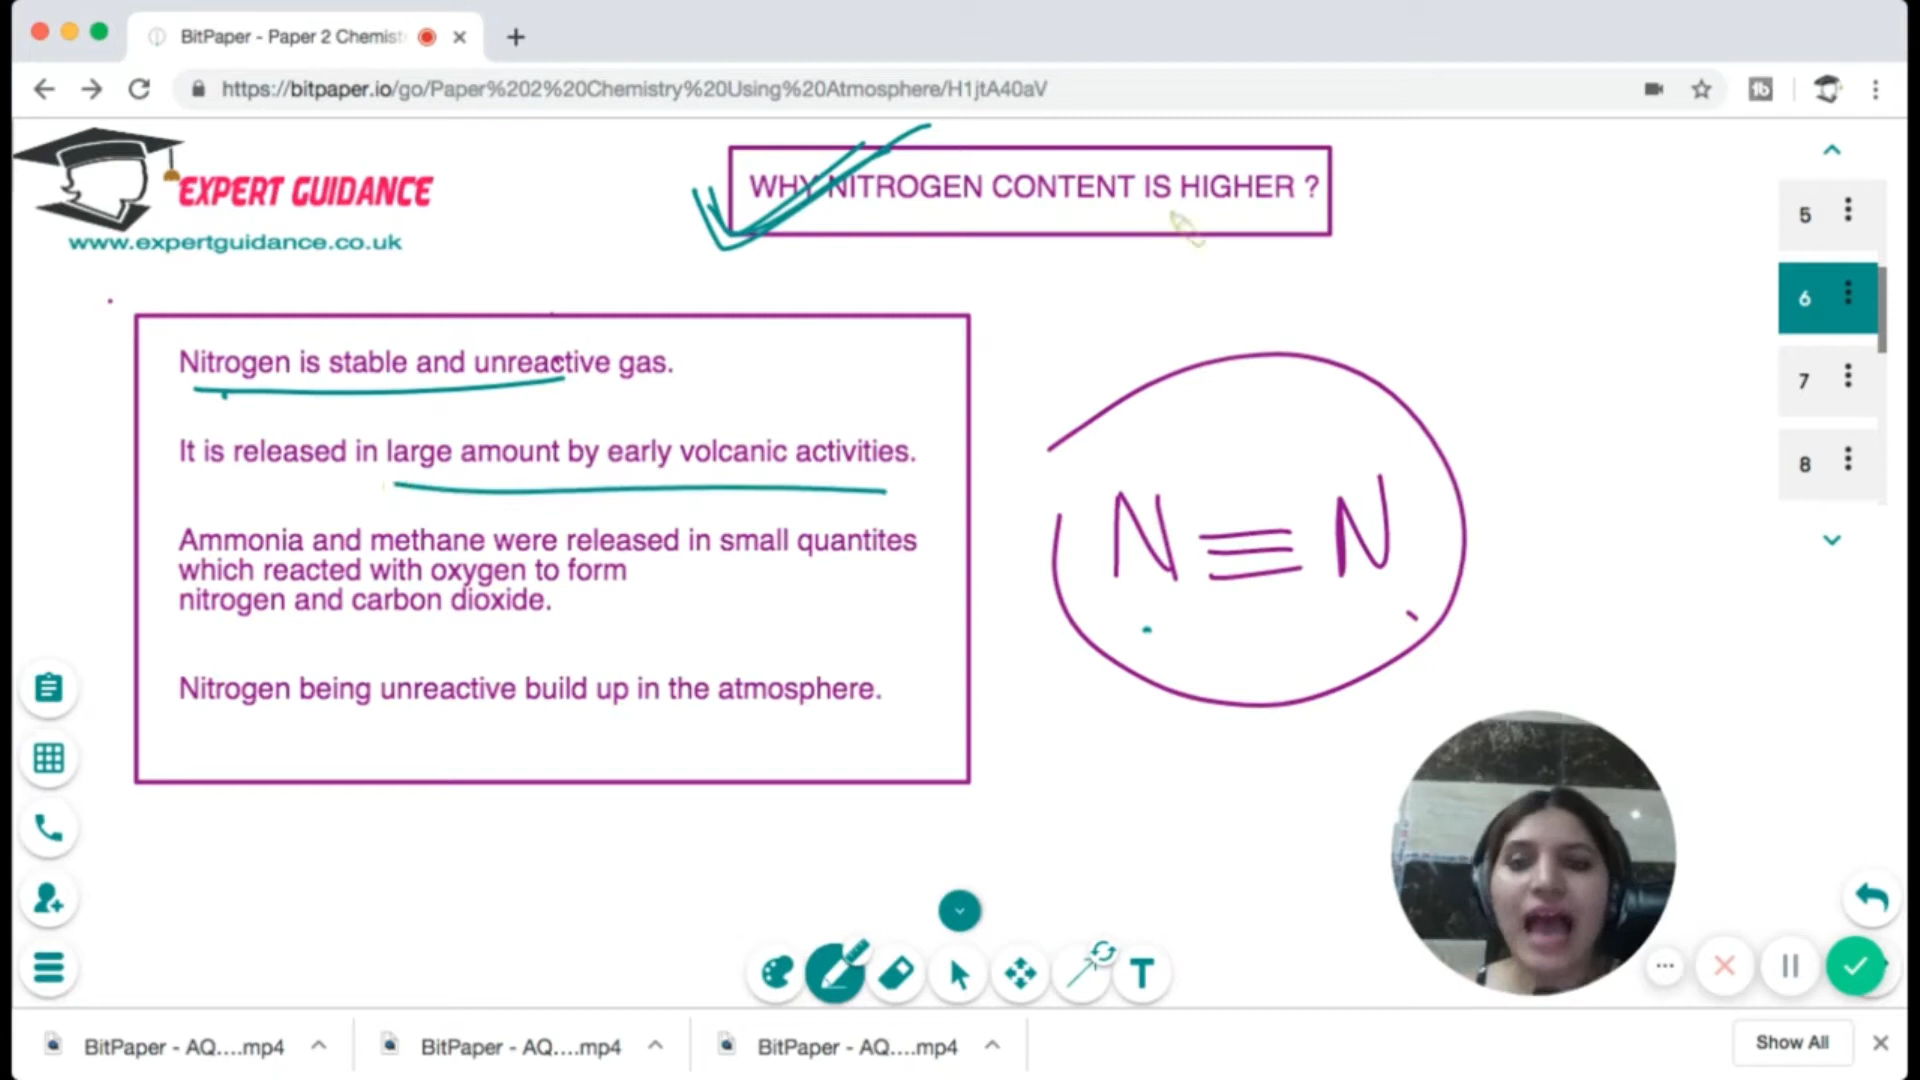 BitPaper - Paper 2 Chemist
https://bitpaper.io/go/Paper%202%20Chemistry%20Using%20Atmosphere/H1jtA40aV
EXPERT GUIDANCE
www.expertguidance.co.uk
WHY NITROGEN CONTENT IS HIGHER ?
5
6
7
8
Nitrogen is stable and unreactive gas.
It is released in large amount by early volcanic activities.
Ammonia and methane were released in small quantites
which reacted with oxygen to form
nitrogen and carbon dioxide.
Nitrogen being unreactive build up in the atmosphere.
N≡N
T
BitPaper - AQ....mp4
BitPaper - AQ....mp4
BitPaper - AQ....mp4
Show All